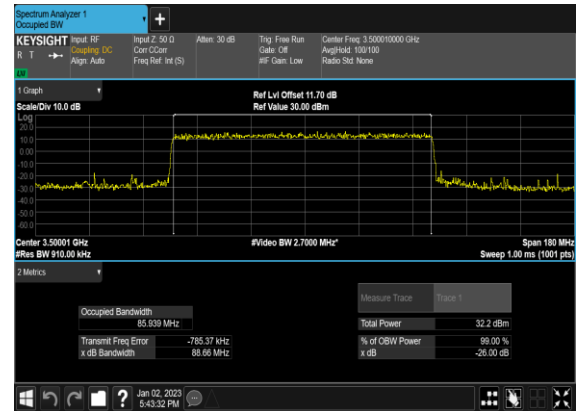 Spectrum Analyzer 1
Occupied BW
+
KEYSIGHT Input: RF Input Z: 50 Ω Atten: 30 dB Trig: Free Run Center Freq: 3.500010000 GHz
R T Coupling: DC Corr CCorr Gate: Off Avg|Hold: 100/100
Align: Auto Freq Ref: Int (S) #IF Gain: Low Radio Std: None
LXI
1 Graph
Ref Lvl Offset 11.70 dB
Scale/Div 10.0 dB Ref Value 30.00 dBm
Log
20.0
10.0
0.00
-10.0
-20.0
-30.0
-40.0
-50.0
-60.0
Center 3.50001 GHz #Video BW 2.7000 MHz* Span 180 MHz
#Res BW 910.00 kHz Sweep 1.00 ms (1001 pts)
2 Metrics
Measure Trace Trace 1
Occupied Bandwidth
85.939 MHz Total Power 32.2 dBm
Transmit Freq Error -785.37 kHz % of OBW Power 99.00 %
x dB Bandwidth 88.66 MHz x dB -26.00 dB
?
Jan 02, 2023
5:43:32 PM